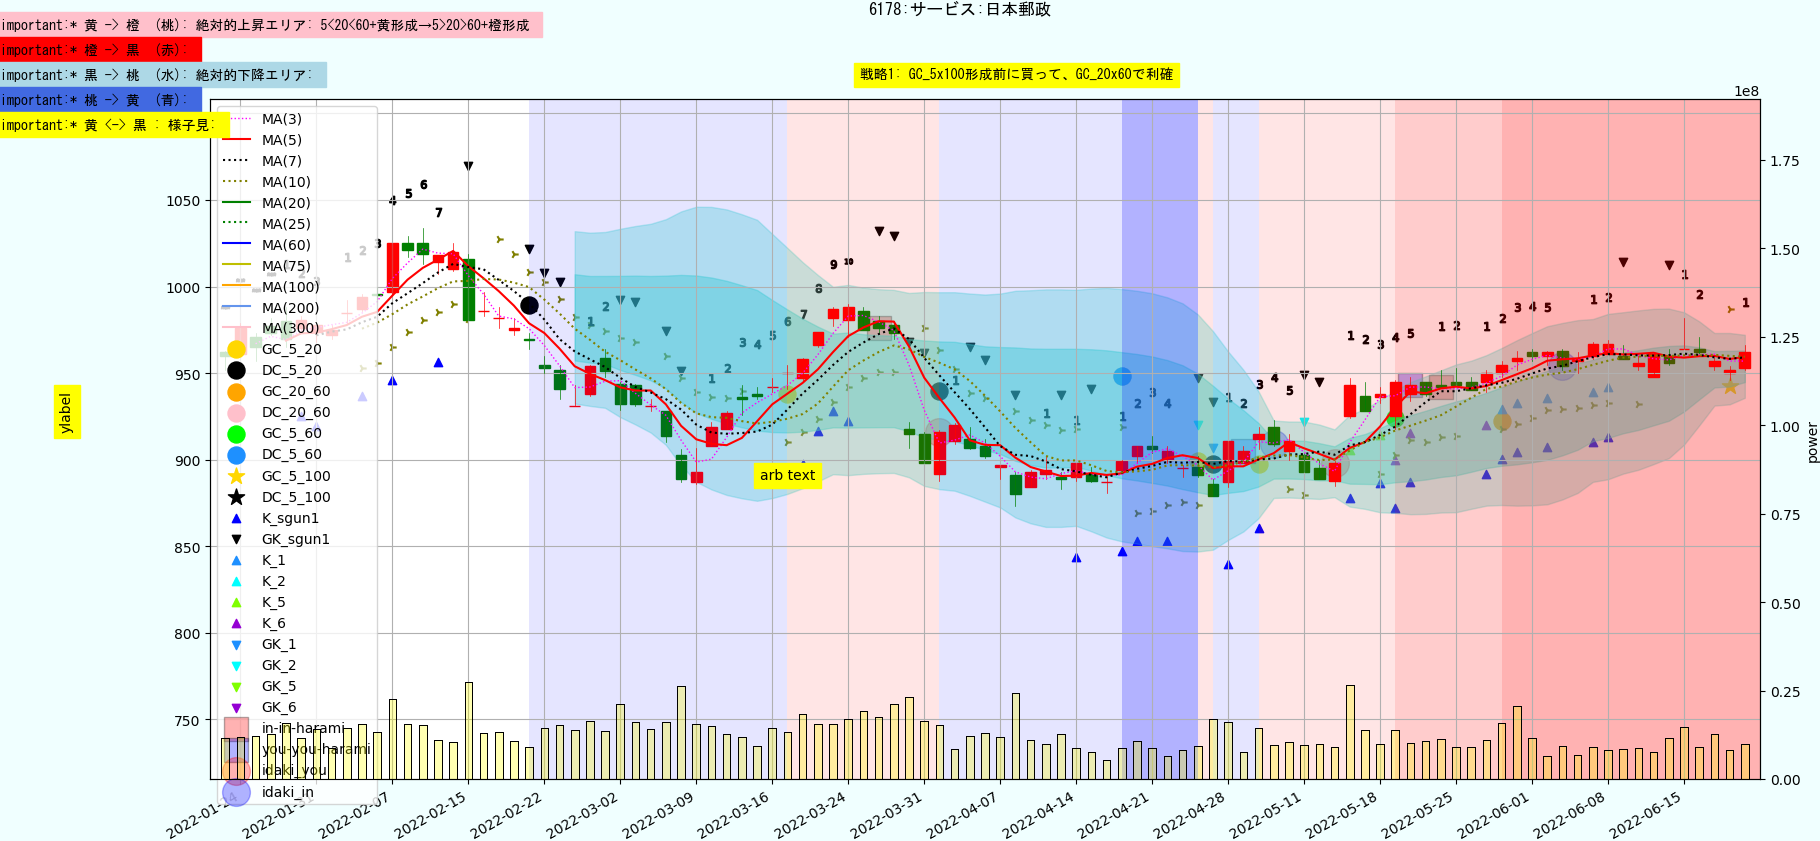 6178:サービス:日本郵政
important:* 黄 -> 橙 (桃): 絶対的上昇エリア: 5<20<60+黄形成→5>20>60+橙形成
important:* 橙 -> 黒 (赤):
important:* 黒 -> 桃 (水): 絶対的下降エリア:
戦略1: GC_5x100形成前に買って、GC_20x60で利確
important:* 桃 -> 黄 (青):
important:* 黄 <-> 黒 : 様子見:
1e8
MA(3)
MA(5)
MA(7)
MA(10)
MA(20)
MA(25)
MA(60)
MA(75)
MA(100)
MA(200)
MA(300)
GC_5_20
DC_5_20
GC_20_60
DC_20_60
GC_5_60
DC_5_60
GC_5_100
DC_5_100
K_sgun1
GK_sgun1
K_1
K_2
K_5
K_6
GK_1
GK_2
GK_5
GK_6
in-in-harami
you-you-harami
idaki_you
idaki_in
1050
1000
950
900
850
800
750
ylabel
arb text
1.75
1.50
1.25
1.00
0.75
0.50
0.25
0.00
power
2022-01-31
2022-02-07
2022-02-15
2022-02-22
2022-03-02
2022-03-09
2022-03-16
2022-03-24
2022-03-31
2022-04-07
2022-04-14
2022-04-21
2022-04-28
2022-05-11
2022-05-18
2022-05-25
2022-06-01
2022-06-08
2022-06-15